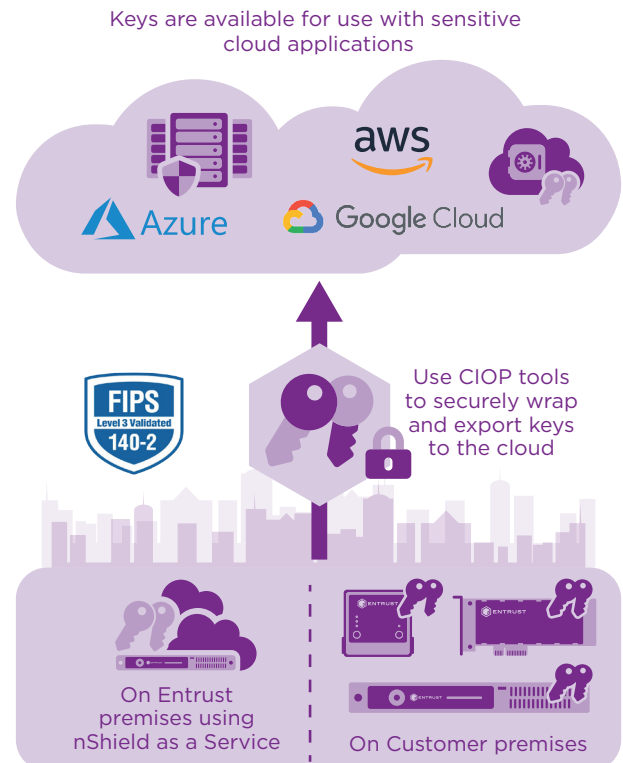 Keys are available for use with sensitive
cloud applications
aws
Azure
Google Cloud
FIPS
Level 3 Validated
140-2
Use CIOP tools
to securely wrap
and export keys
to the cloud
ENTRUST
ENTRUST
ENTRUST
On Entrust
premises using
nShield as a Service
On Customer premises